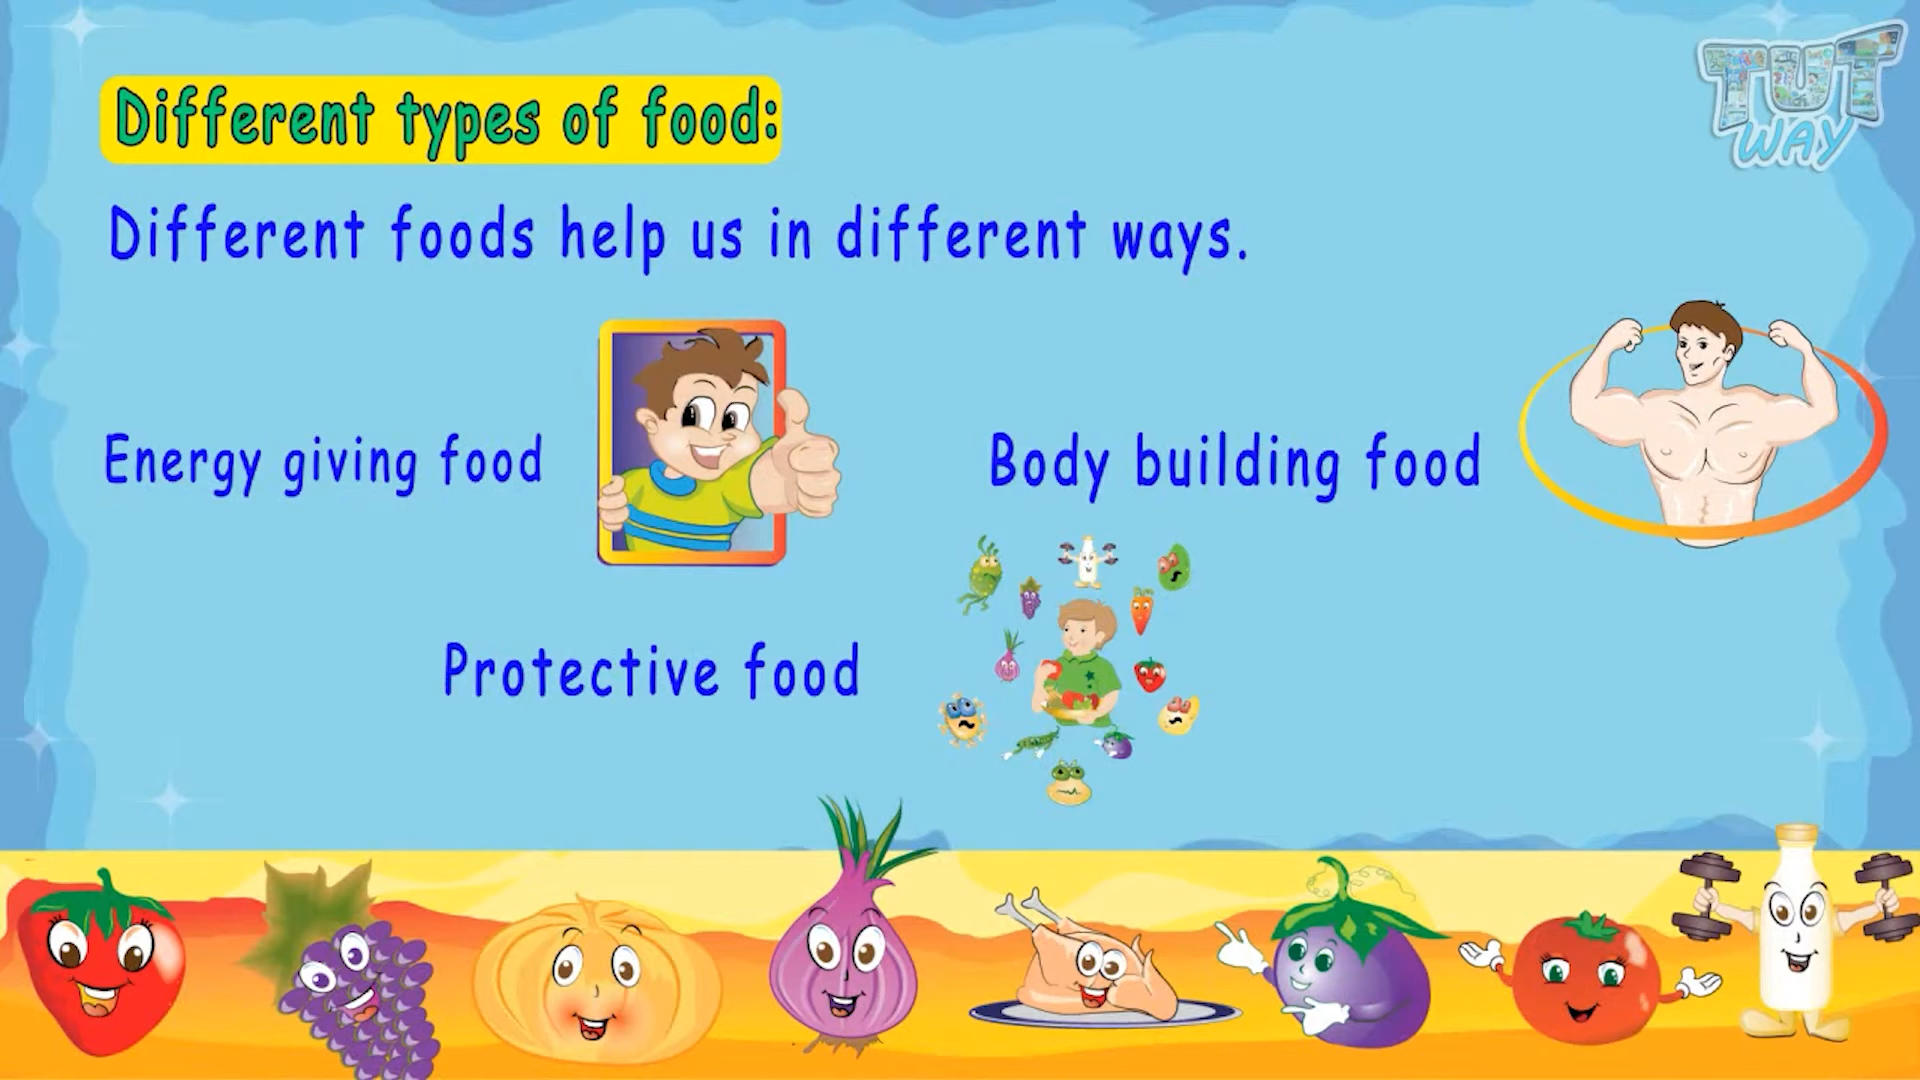 Different types of food:
TUT
WAY
Different foods help us in different ways.
Energy giving food
Body building food
Protective food